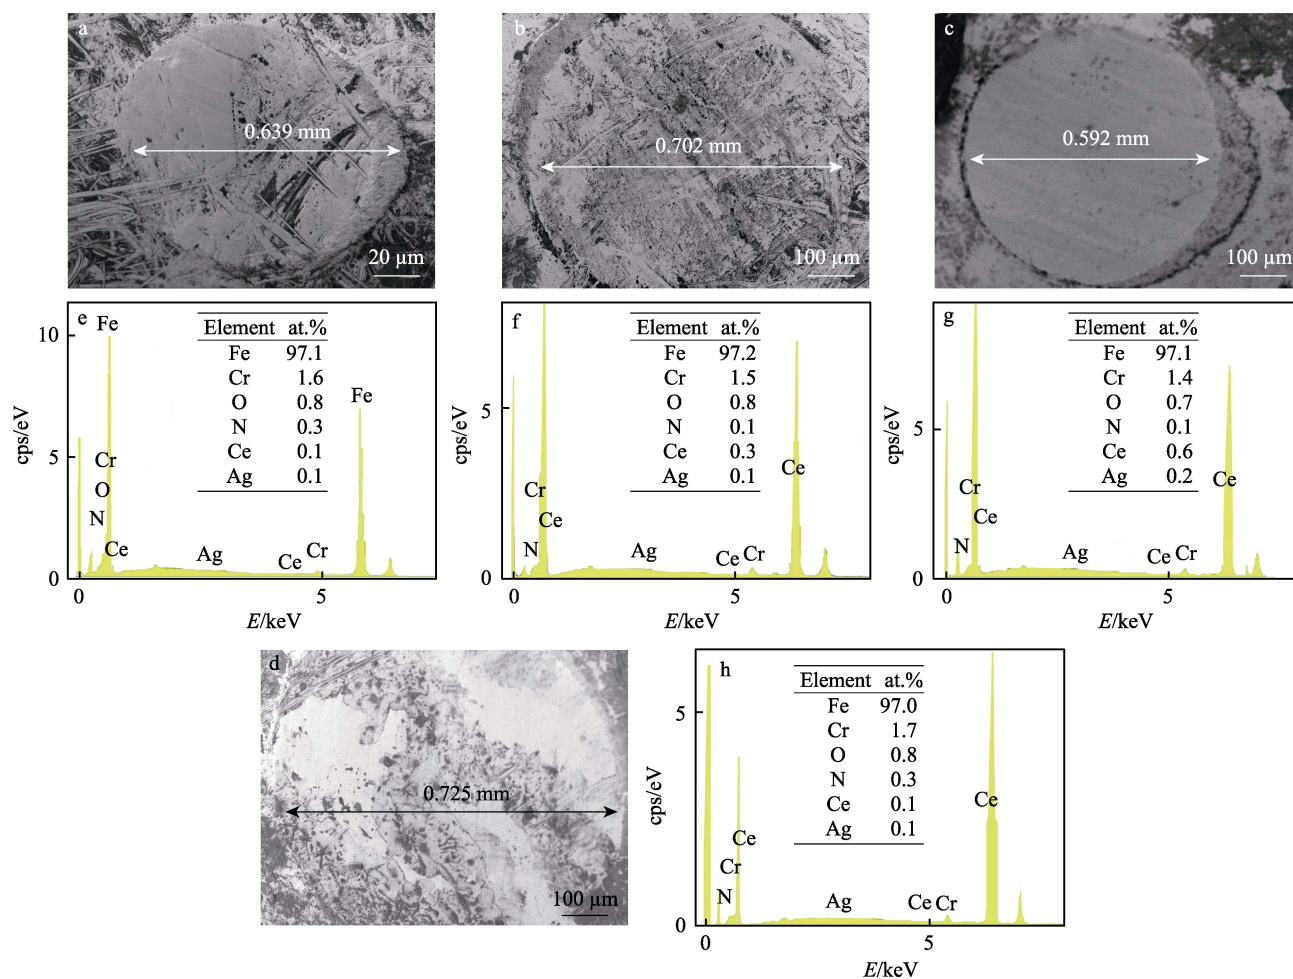 a
0.639 mm
20 µm
b
0.702 mm
100 µm
c
0.592 mm
100 µm
e
Fe
Element at.%
Fe 97.1
Cr 1.6
O 0.8
N 0.3
Ce 0.1
Ag 0.1
10
5
0
cps/eV
Cr
O
N
Ce
Ag
Ce
Cr
Fe
0 5
E/keV
f
Element at.%
Fe 97.2
Cr 1.5
O 0.8
N 0.1
Ce 0.3
Ag 0.1
5
0
cps/eV
Cr
Ce
N
Ag
Ce
Cr
Ce
0 5
E/keV
g
Element at.%
Fe 97.1
Cr 1.4
O 0.7
N 0.1
Ce 0.6
Ag 0.2
5
0
cps/eV
Cr
Ce
N
Ag
Ce
Cr
Ce
0 5
E/keV
d
0.725 mm
100 µm
h
Element at.%
Fe 97.0
Cr 1.7
O 0.8
N 0.3
Ce 0.1
Ag 0.1
5
0
cps/eV
Ce
Cr
N
Ag
Ce
Cr
Ce
0 5
E/keV